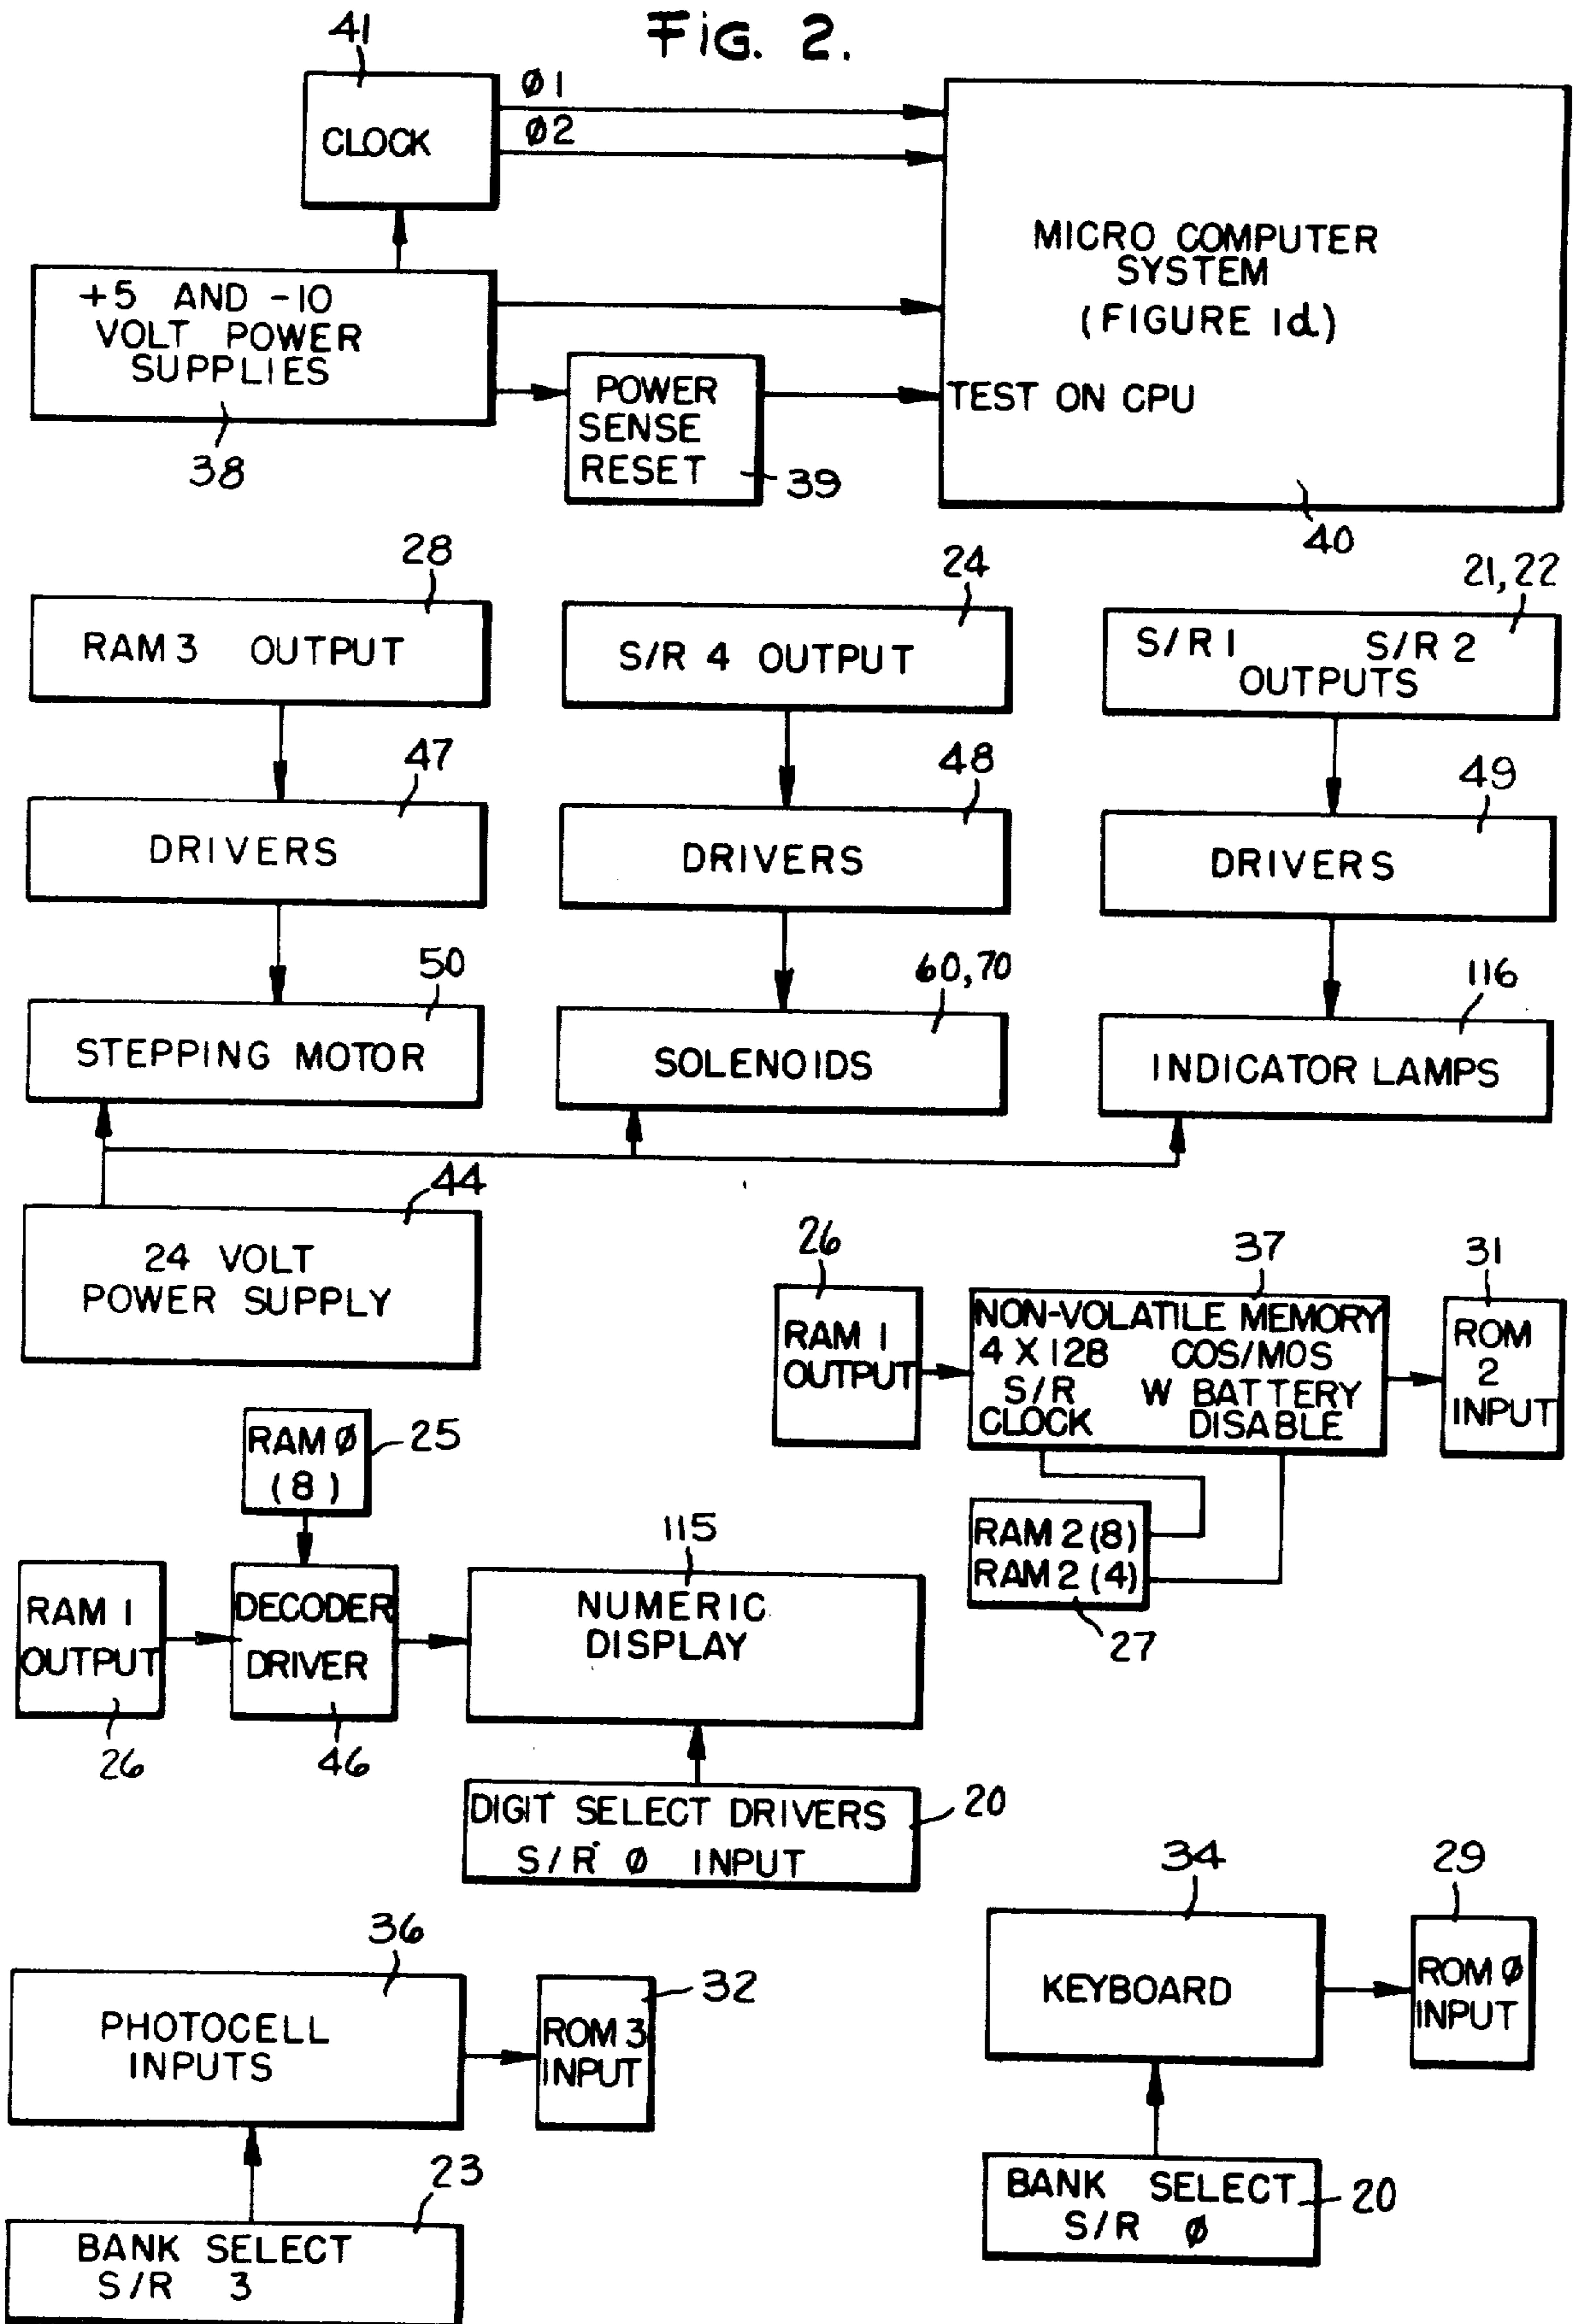 Fig. 2.
41
CLOCK
Ø1
Ø2
MICRO COMPUTER
SYSTEM
(FIGURE 1d)
TEST ON CPU
40
+5 AND -10
VOLT POWER
SUPPLIES
38
POWER
SENSE
RESET
39
28
RAM 3 OUTPUT
24
S/R 4 OUTPUT
21, 22
S/R 1 S/R 2
OUTPUTS
47
DRIVERS
48
DRIVERS
49
DRIVERS
50
STEPPING MOTOR
60, 70
SOLENOIDS
116
INDICATOR LAMPS
44
24 VOLT
POWER SUPPLY
26
RAM 1
OUTPUT
37
NON-VOLATILE MEMORY
4 X 128 COS/MOS
S/R W BATTERY
CLOCK DISABLE
31
ROM
2
INPUT
RAM 2 (8)
RAM 2 (4)
27
RAM Ø
(8)
25
RAM 1
OUTPUT
26
DECODER
DRIVER
46
115
NUMERIC
DISPLAY
DIGIT SELECT DRIVERS
S/R Ø INPUT
20
36
PHOTOCELL
INPUTS
32
ROM 3
INPUT
23
BANK SELECT
S/R 3
34
KEYBOARD
29
ROM Ø
INPUT
BANK SELECT
S/R Ø
20